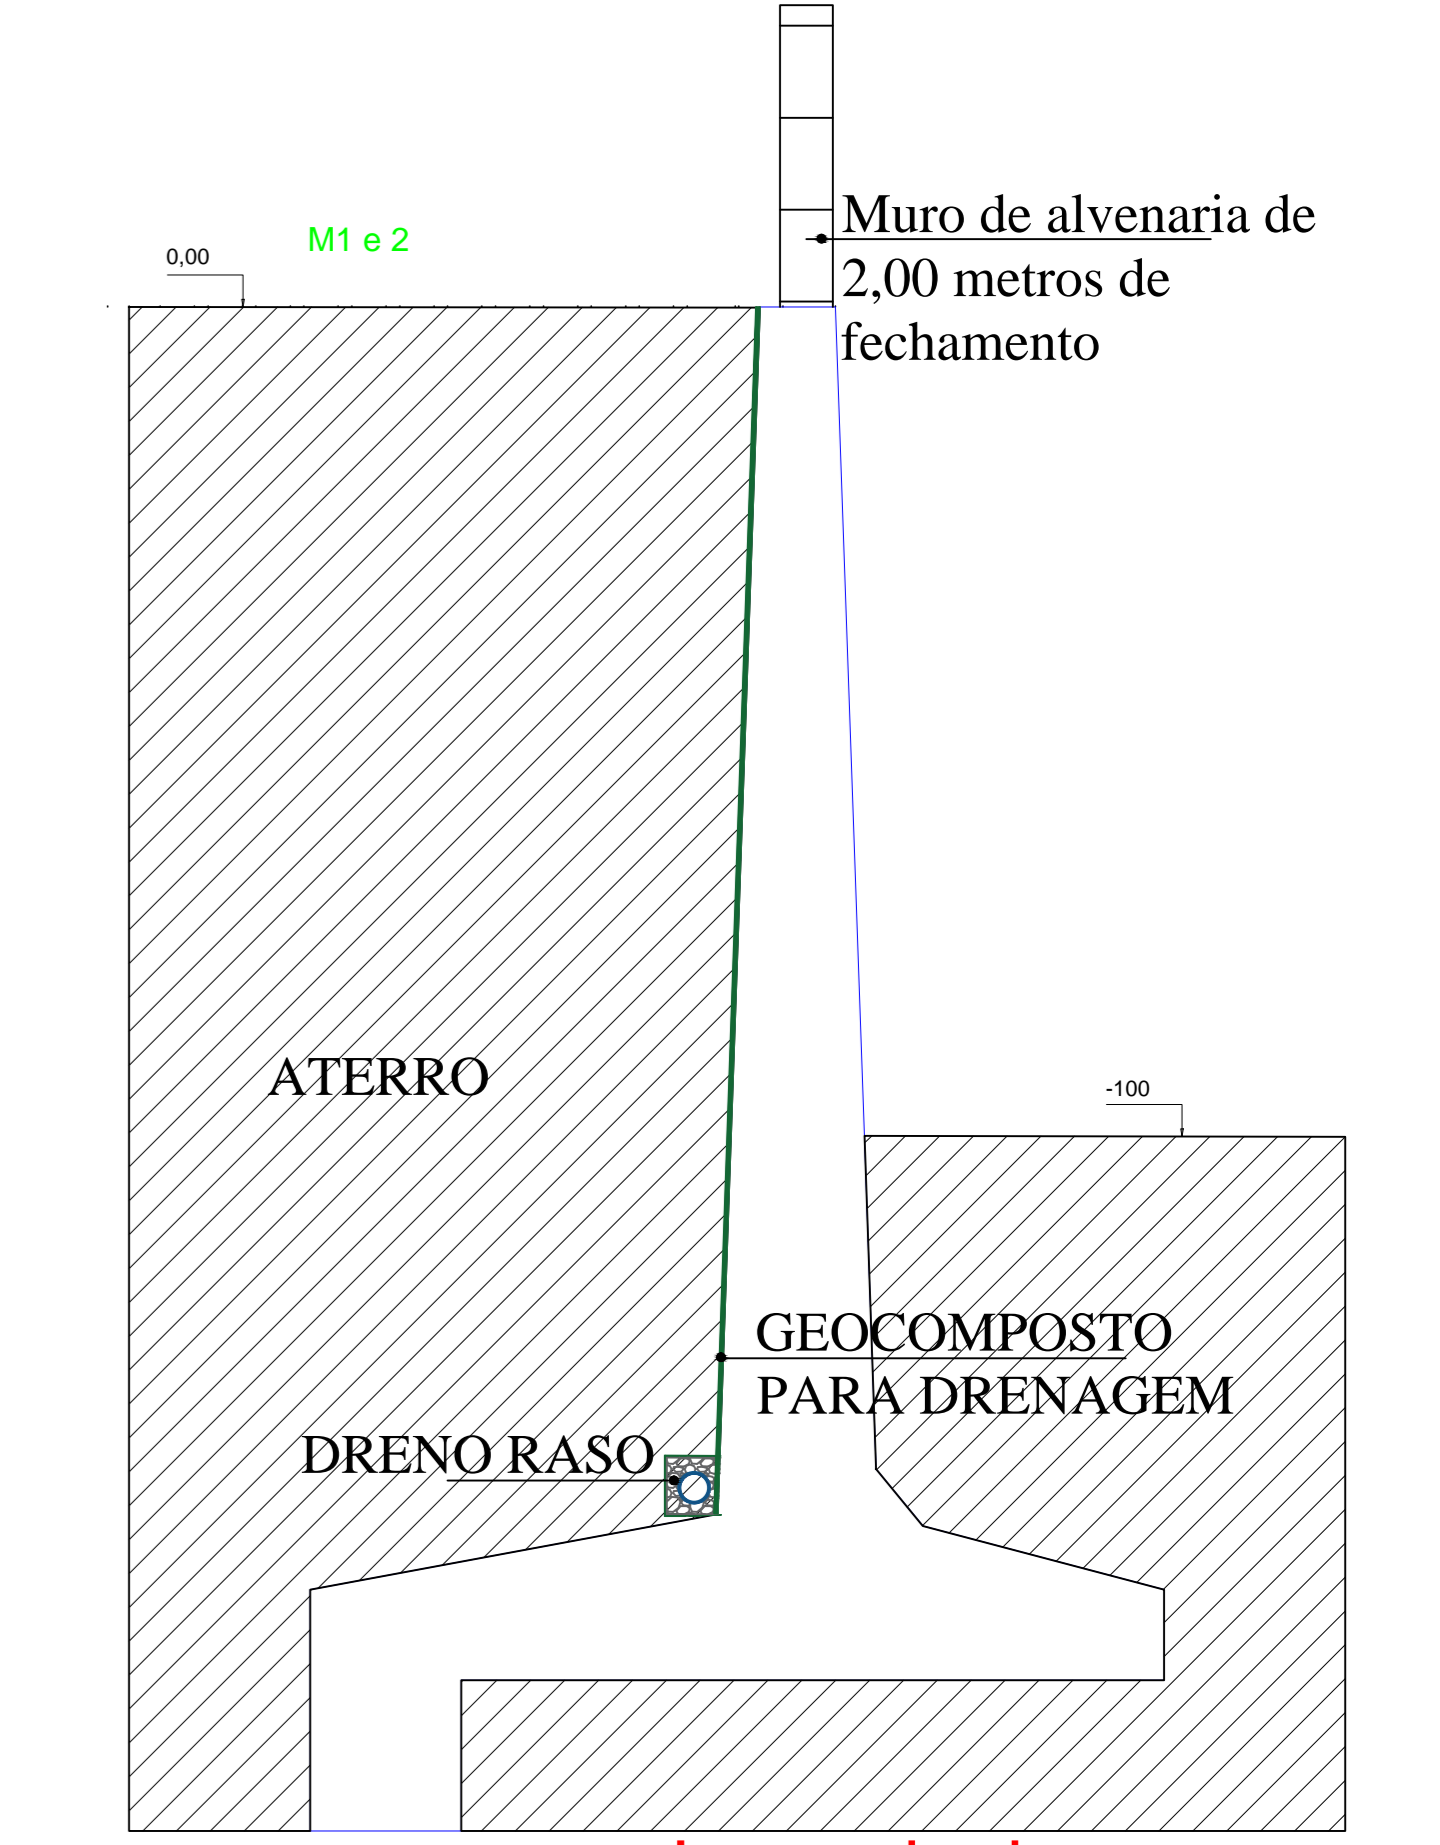 Muro de alvenaria de
2,00 metros de
fechamento
M1 e 2
0,00
ATERRO
-100
GEOCOMPOSTO
PARA DRENAGEM
DRENO RASO